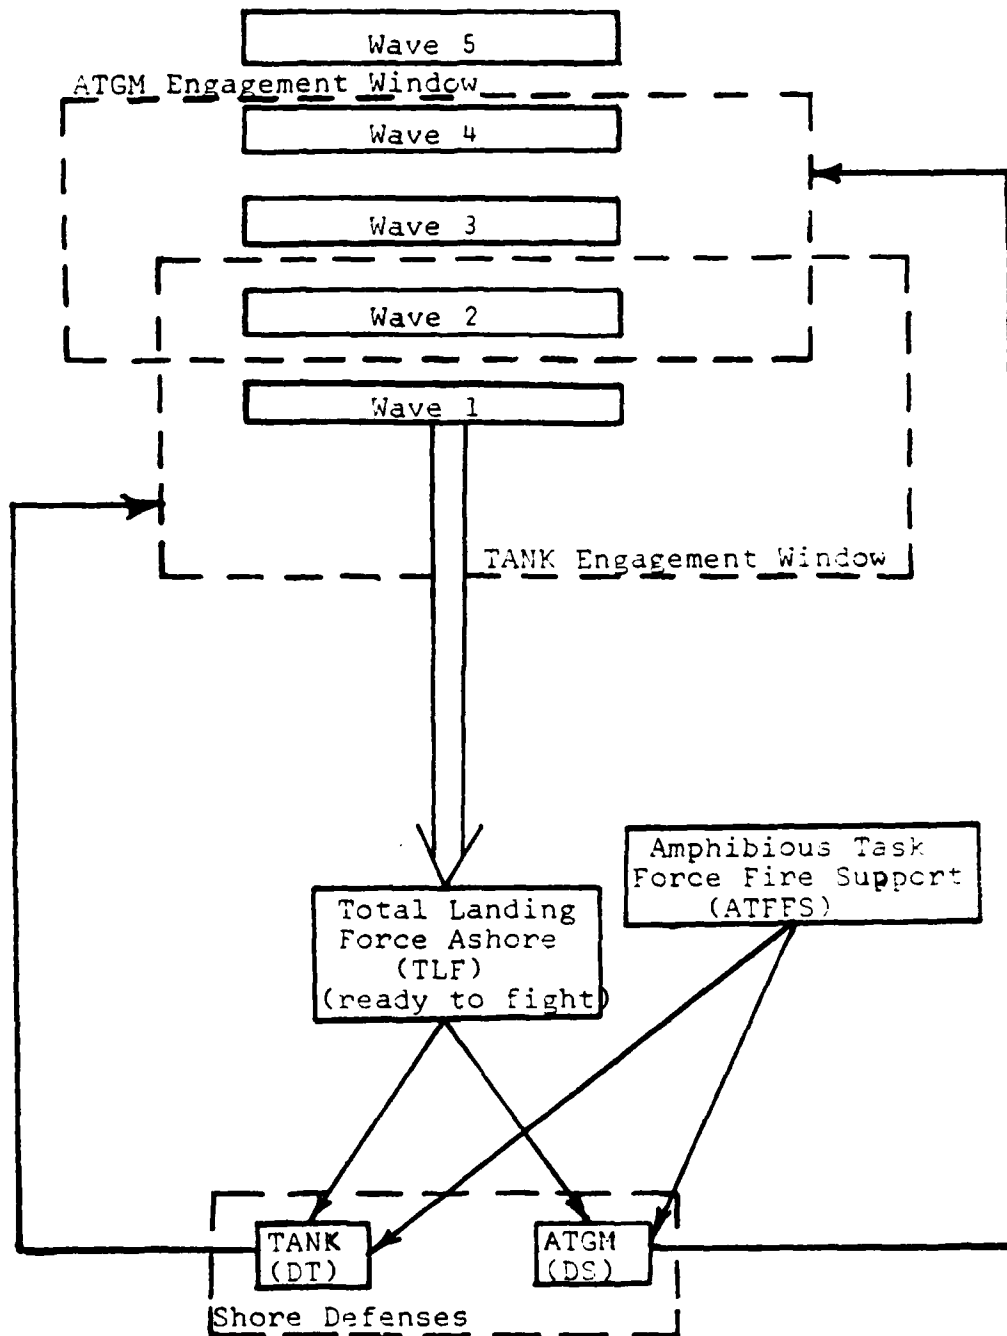 Wave 5
ATGM Engagement Window
Wave 4
Wave 3
Wave 2
Wave 1
TANK Engagement Window
Amphibious Task
Force Fire Support
(ATFFS)
Total Landing
Force Ashore
(TLF)
(ready to fight)
TANK
(DT)
ATGM
(DS)
Shore Defenses